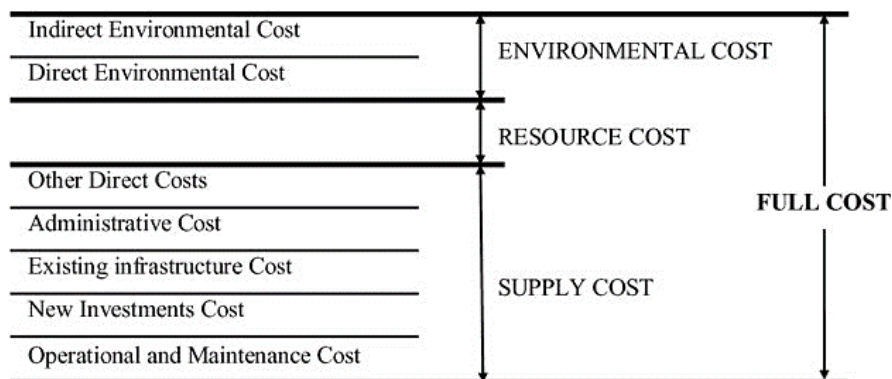 Indirect Environmental Cost
ENVIRONMENTAL COST
Direct Environmental Cost
RESOURCE COST
Other Direct Costs
FULL COST
Administrative Cost
Existing infrastructure Cost
SUPPLY COST
New Investments Cost
Operational and Maintenance Cost